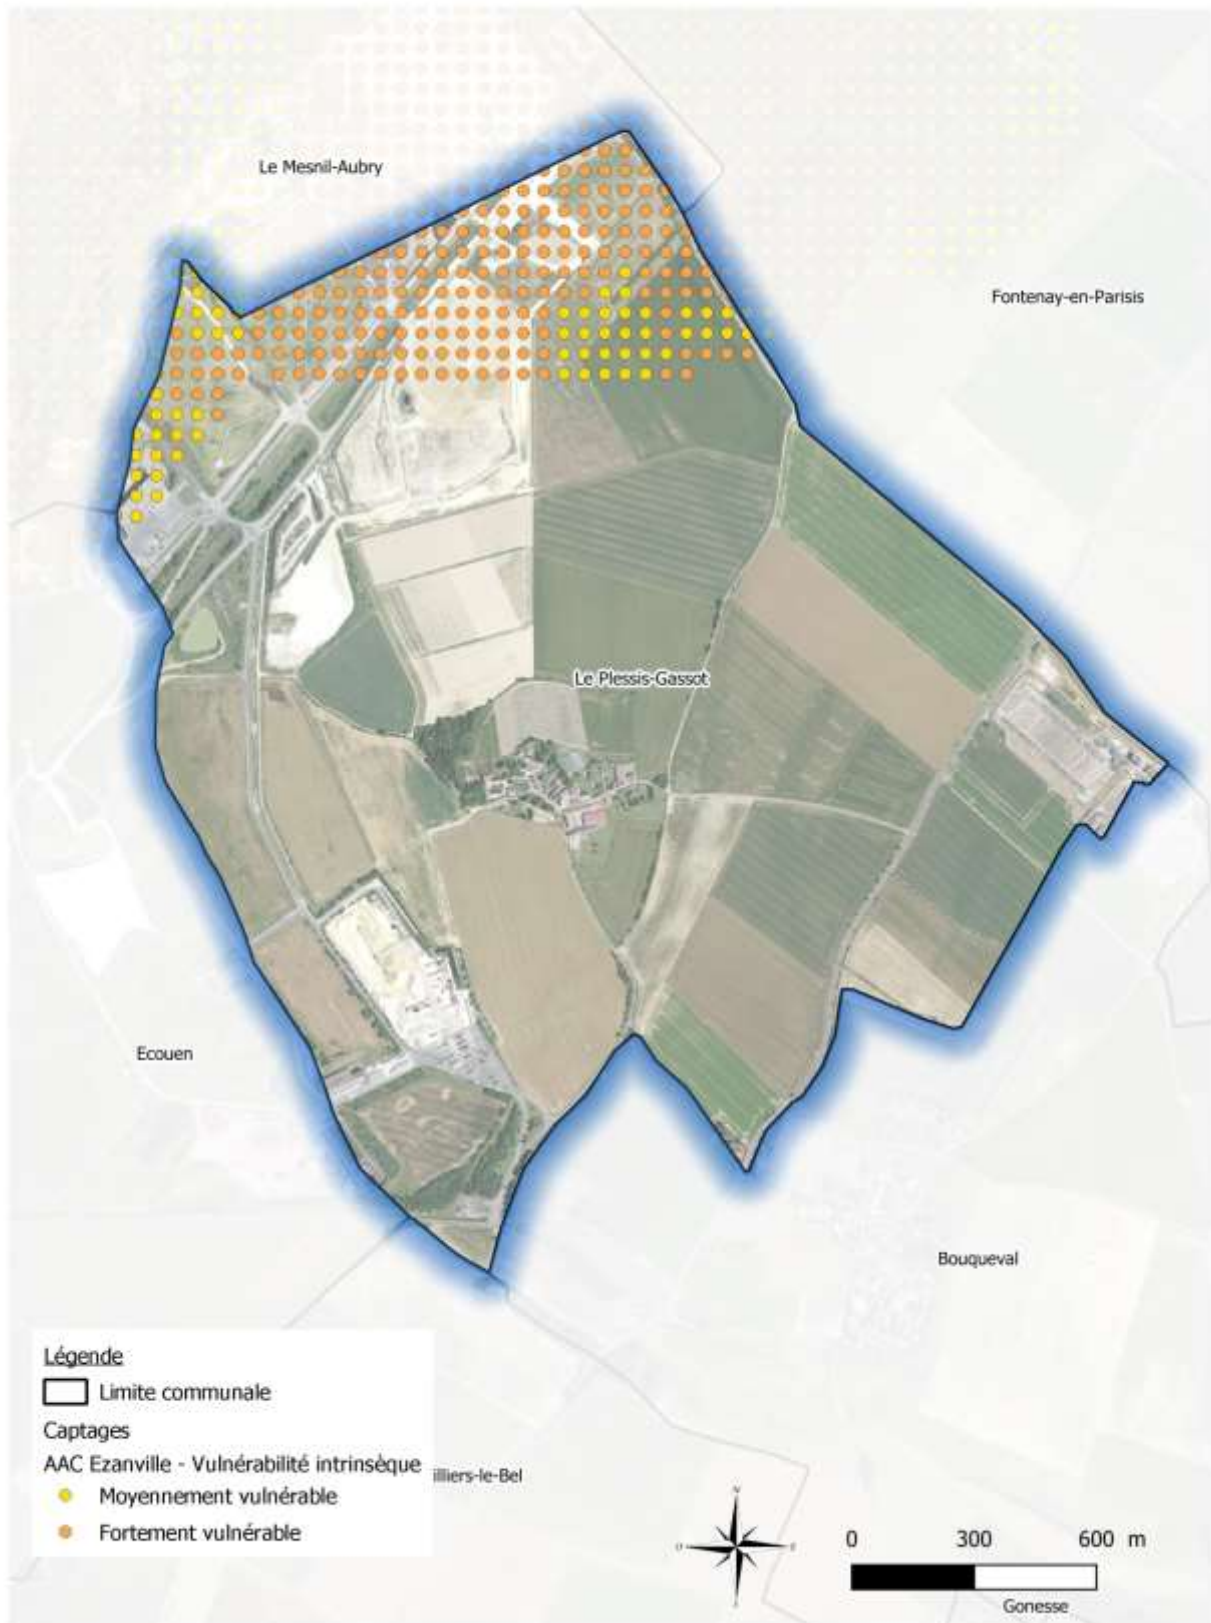 Le Mesnil-Aubry
Fontenay-en-Parisis
Le Plessis-Gassot
Ecouen
Bouqueval
Légende
Limite communale
Captages
AAC Ezanville - Vulnérabilité intrinsèque
illiers-le-Bel
Moyennement vulnérable
Fortement vulnérable
N
O
E
S
0 300 600 m
Gonesse